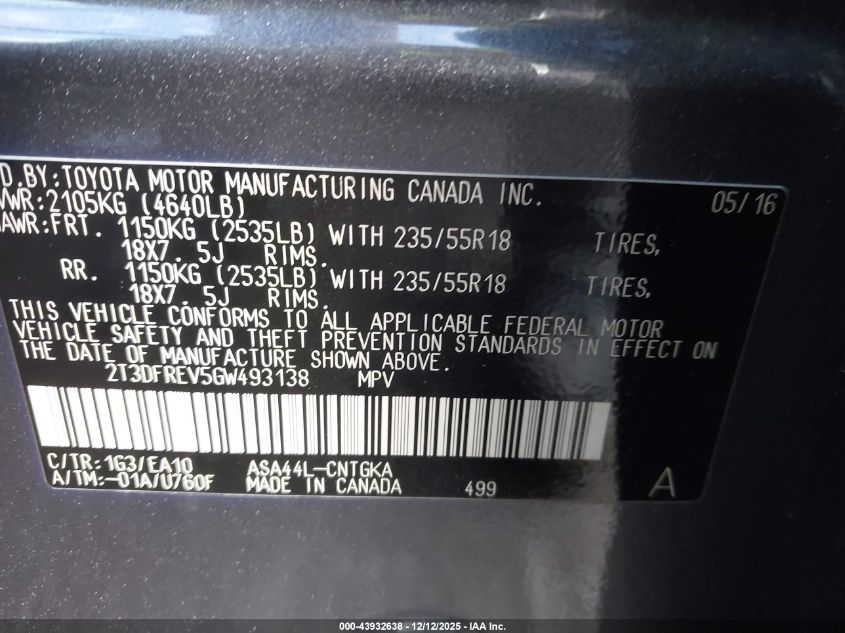 D BY: TOYOTA MOTOR MANUFACTURING CANADA INC. 05/16
VWR: 2105KG (4640LB)
AWR: FRT. 1150KG (2535LB) WITH 235/55R18 TIRES,
18X7.5J RIMS.
RR. 1150KG (2535LB) WITH 235/55R18 TIRES,
18X7.5J RIMS.
THIS VEHICLE CONFORMS TO ALL APPLICABLE FEDERAL MOTOR
VEHICLE SAFETY AND THEFT PREVENTION STANDARDS IN EFFECT ON
THE DATE OF MANUFACTURE SHOWN ABOVE.
2T3DFREV5GW493138 MPV
C/TR: 1G3/EA10 ASA44L-CNTGKA
A/TM: -01A/U760F MADE IN CANADA 499 A
000-43932638 - 12/12/2025 - IAA Inc.